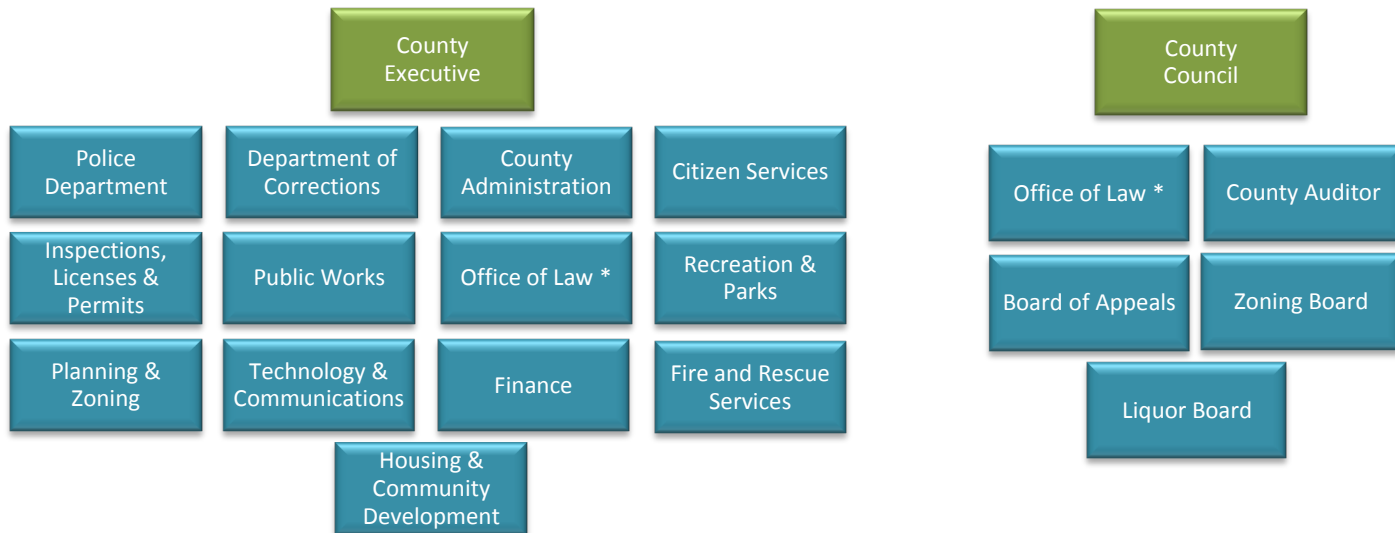 County
Executive
Police
Department
Department of
Corrections
County
Administration
Citizen Services
Inspections,
Licenses &
Permits
Public Works
Office of Law *
Recreation &
Parks
Planning &
Zoning
Technology &
Communications
Finance
Fire and Rescue
Services
Housing &
Community
Development
County
Council
Office of Law *
County Auditor
Board of Appeals
Zoning Board
Liquor Board